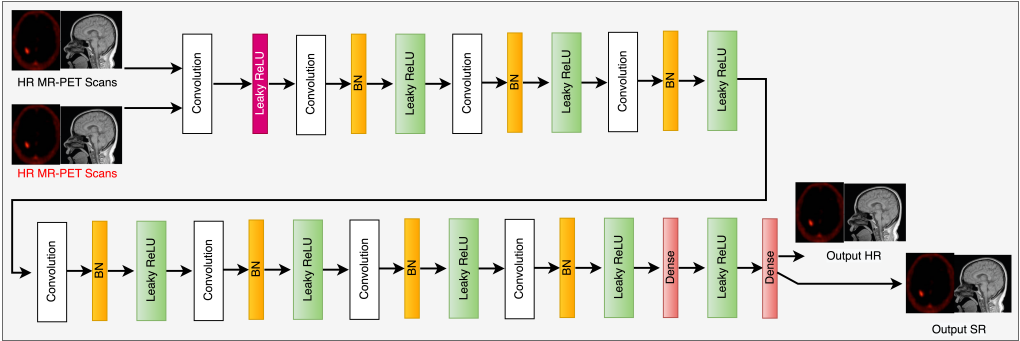 HR MR-PET Scans
HR MR-PET Scans
Convolution
Leaky ReLU
Convolution
BN
Leaky ReLU
Convolution
BN
Leaky ReLU
Convolution
BN
Leaky ReLU
Convolution
BN
Leaky ReLU
Convolution
BN
Leaky ReLU
Convolution
BN
Leaky ReLU
Convolution
BN
Leaky ReLU
Dense
Leaky ReLU
Dense
Output HR
Output SR